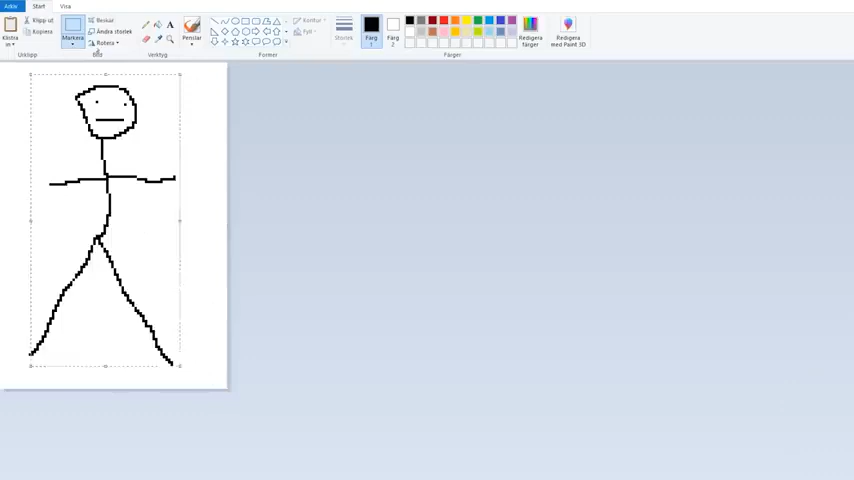 Arkiv Start Visa
Klistra in
Klipp ut
Kopiera
Urklipp
Markera
Beskär
Ändra storlek
Rotera
Bild
Verktyg
Penslar
Kontur
Fyll
Former
Storlek
Färg 1
Färg 2
Redigera färger
Redigera med Paint 3D
Färger